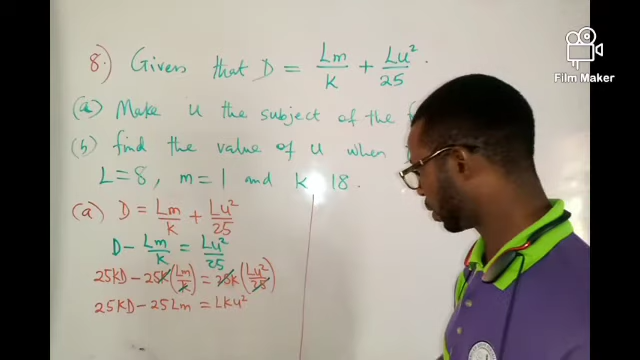 8.) Given that D = Lm/K + Lu²/25.
Film Maker
(a) Make u the subject of the
(b) find the value of u when
L = 8, m = 1 and K 18.
(a) D = Lm/K + Lu²/25
D - Lm/K = Lu²/25
25KD - 25K(Lm/K) = 25K(Lu²/25)
25KD - 25Lm = LKu²